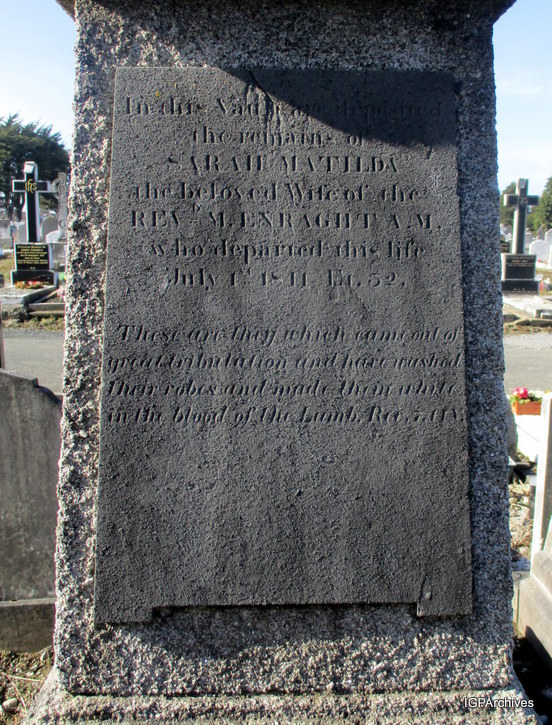 In this Vault are deposited
the remains of
SARAH MATILDA
the beloved Wife of the
REVD M. ENRAGHT A.M.
who departed this life
July 1st 1841 Æt. 52.
These are they which came out of
great tribulation and have washed
their robes and made them white
in the blood of the Lamb. Rev. 7.
IGPArchives